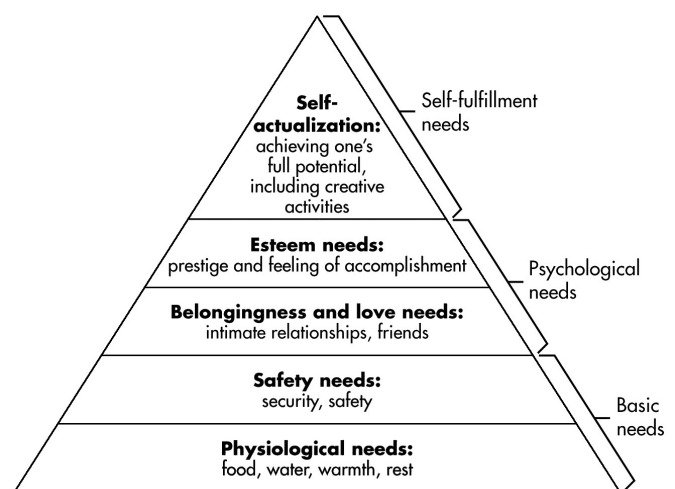 Self-
actualization:
achieving one's
full potential,
including creative
activities
Self-fulfillment
needs
Esteem needs:
prestige and feeling of accomplishment
Psychological
needs
Belongingness and love needs:
intimate relationships, friends
Safety needs:
security, safety
Basic
needs
Physiological needs:
food, water, warmth, rest